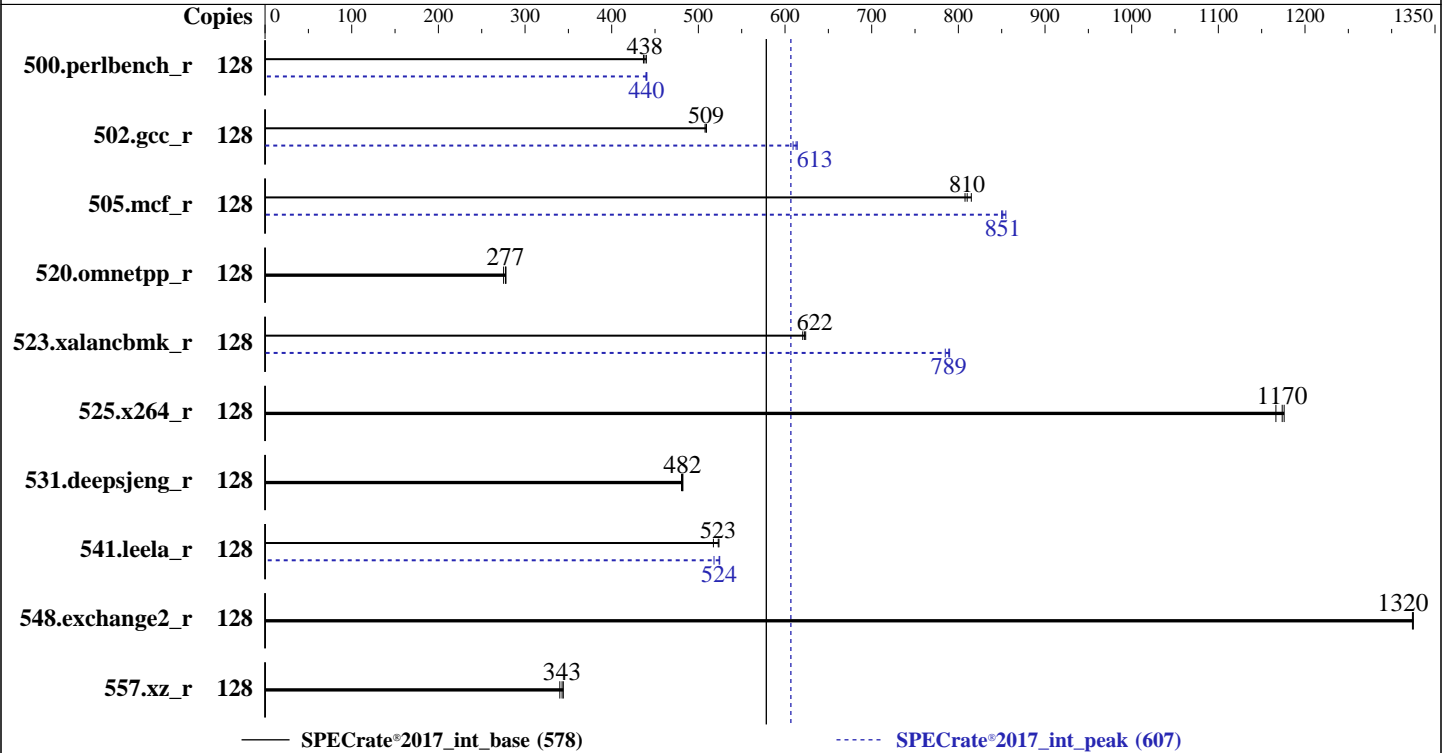 Copies 0 100 200 300 400 500 600 700 800 900 1000 1100 1200 1350
438
500.perlbench_r 128
440
509
502.gcc_r 128
613
810
505.mcf_r 128
851
277
520.omnetpp_r 128
622
523.xalancbmk_r 128
789
1170
525.x264_r 128
482
531.deepsjeng_r 128
523
541.leela_r 128
524
1320
548.exchange2_r 128
343
557.xz_r 128
SPECrate®2017_int_base (578) SPECrate®2017_int_peak (607)